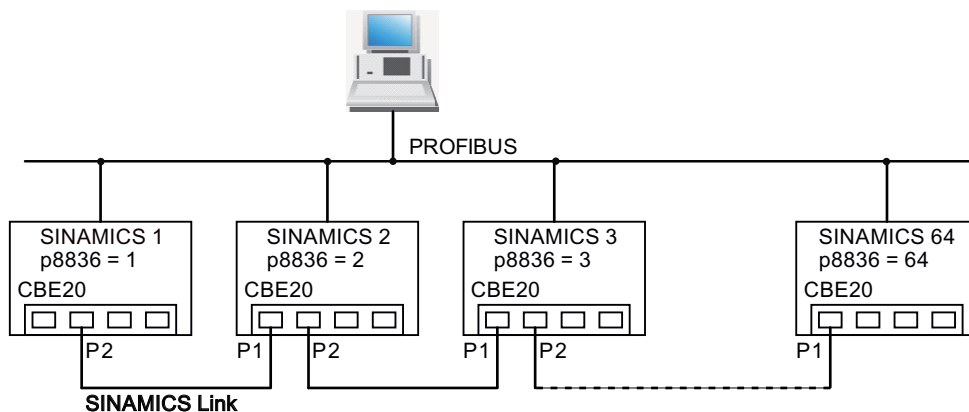 PROFIBUS
SINAMICS 1
p8836 = 1
CBE20
P2
SINAMICS 2
p8836 = 2
CBE20
P1
P2
SINAMICS 3
p8836 = 3
CBE20
P1
P2
SINAMICS 64
p8836 = 64
CBE20
P1
SINAMICS Link